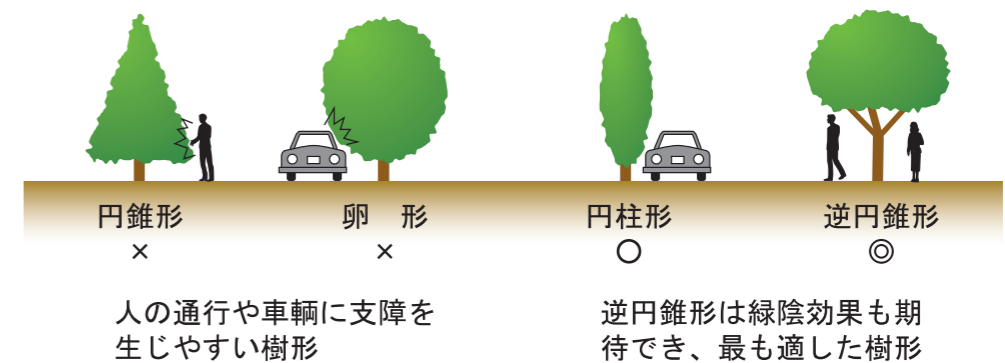 円錐形 卵 形 円柱形 逆円錐形
× × ○ ◎
人の通行や車輌に支障を
生じやすい樹形
逆円錐形は緑陰効果も期
待でき、最も適した樹形